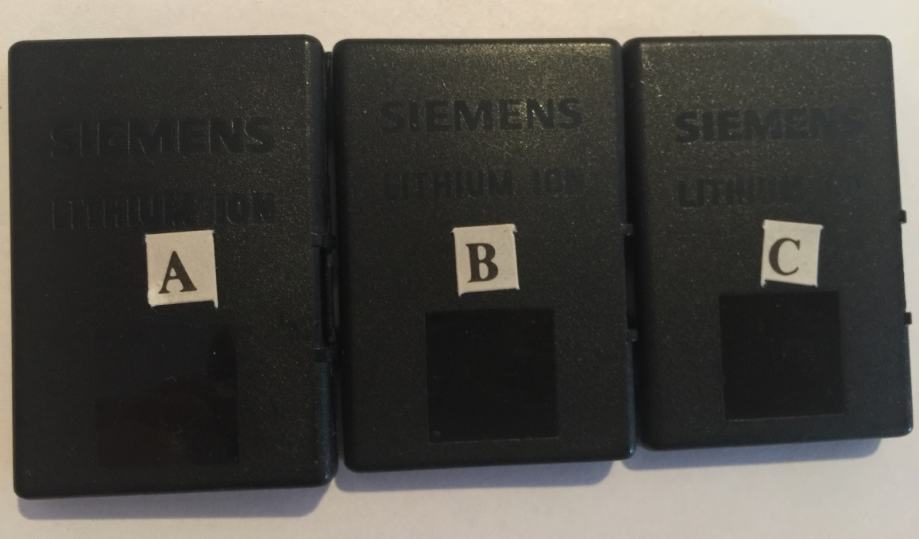 SIEMENS
LITHIUM ION
A
SIEMENS
LITHIUM ION
B
SIEMENS
LITHIUM
C